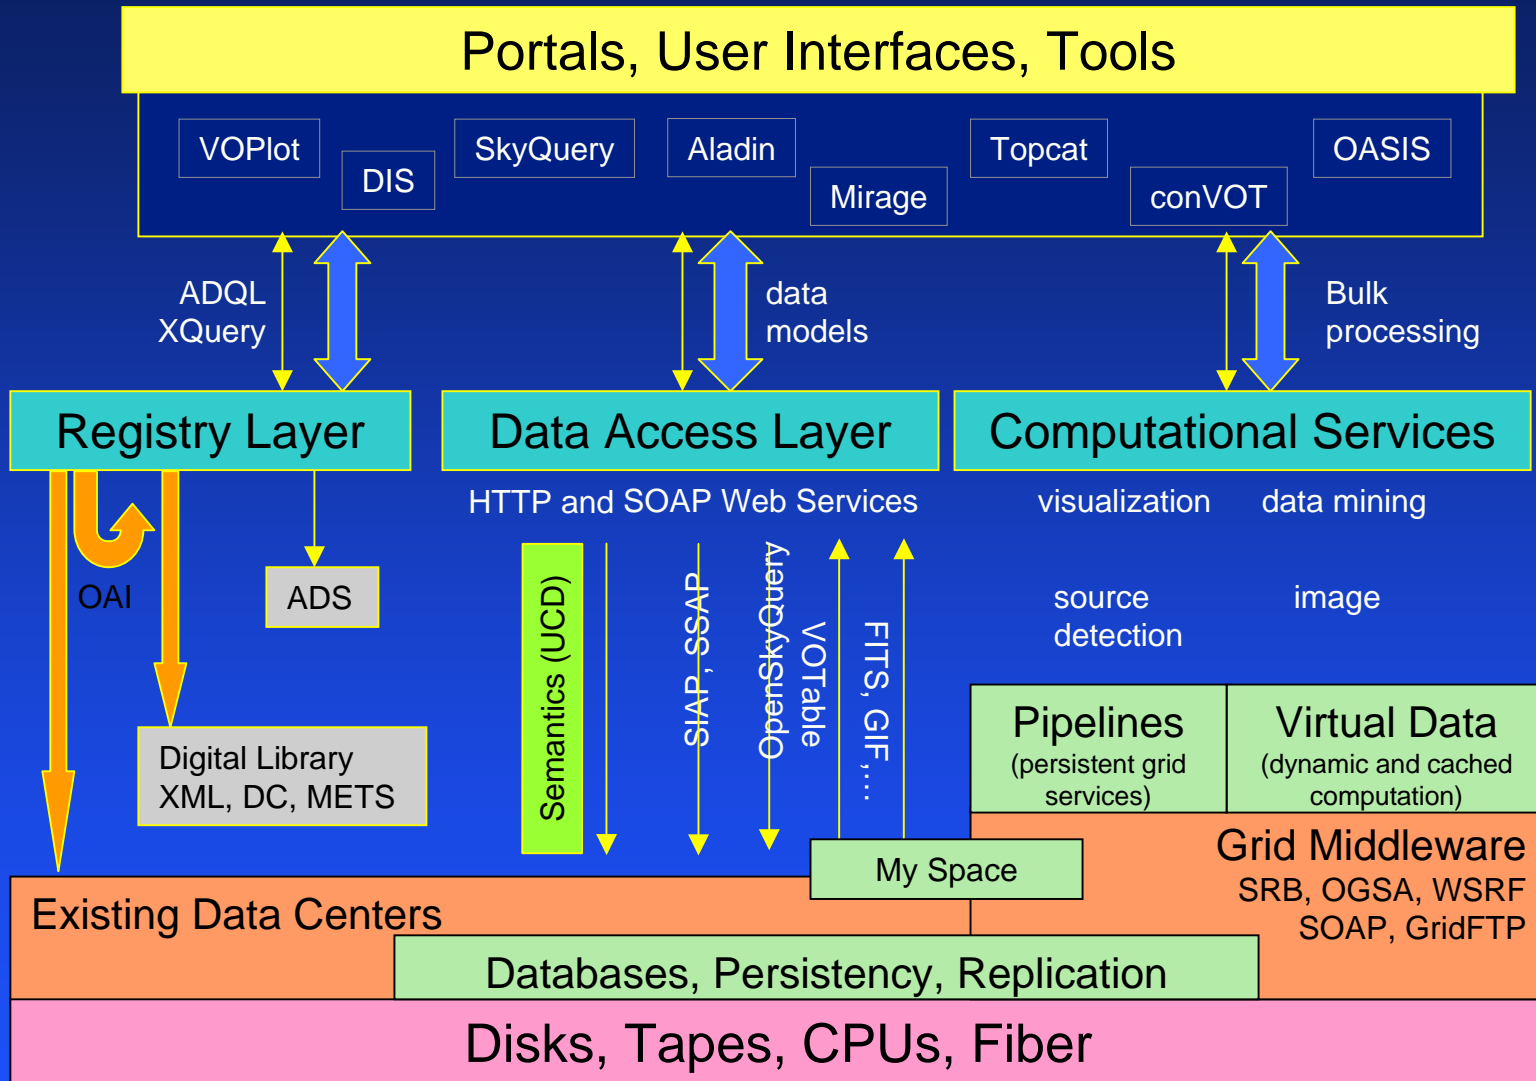 Portals, User Interfaces, Tools
VOPlot
DIS
SkyQuery
Aladin
Mirage
Topcat
conVOT
OASIS
ADQL
XQuery
data
models
Bulk
processing
Registry Layer
Data Access Layer
Computational Services
HTTP and SOAP Web Services
visualization
data mining
source
detection
image
OAI
ADS
Digital Library
XML, DC, METS
Semantics (UCD)
SIAP, SSAP
OpenSkyQuery
VOTable
FITS, GIF,…
Pipelines
(persistent grid
services)
Virtual Data
(dynamic and cached
computation)
My Space
Grid Middleware
SRB, OGSA, WSRF
SOAP, GridFTP
Existing Data Centers
Databases, Persistency, Replication
Disks, Tapes, CPUs, Fiber